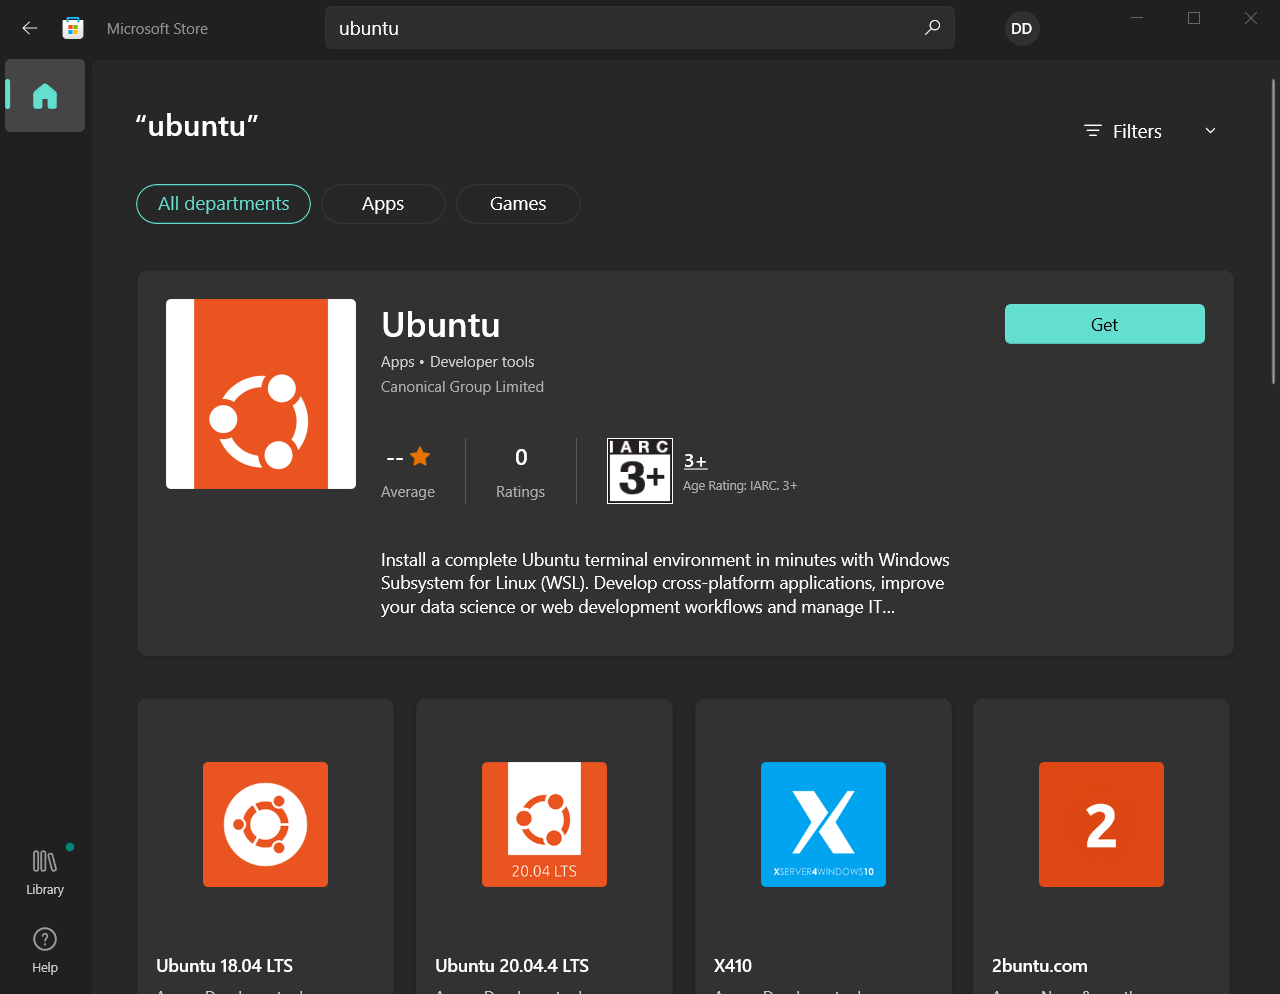 Microsoft Store
ubuntu
DD
“ubuntu”
Filters
All departments
Apps
Games
Ubuntu
Get
Apps • Developer tools
Canonical Group Limited
--
Average
0
Ratings
IARC
3+
3+
Age Rating: IARC. 3+
Install a complete Ubuntu terminal environment in minutes with Windows
Subsystem for Linux (WSL). Develop cross-platform applications, improve
your data science or web development workflows and manage IT...
20.04 LTS
X
XSERVER4WINDOWS10
2
Ubuntu 18.04 LTS
Ubuntu 20.04.4 LTS
X410
2buntu.com
Library
Help